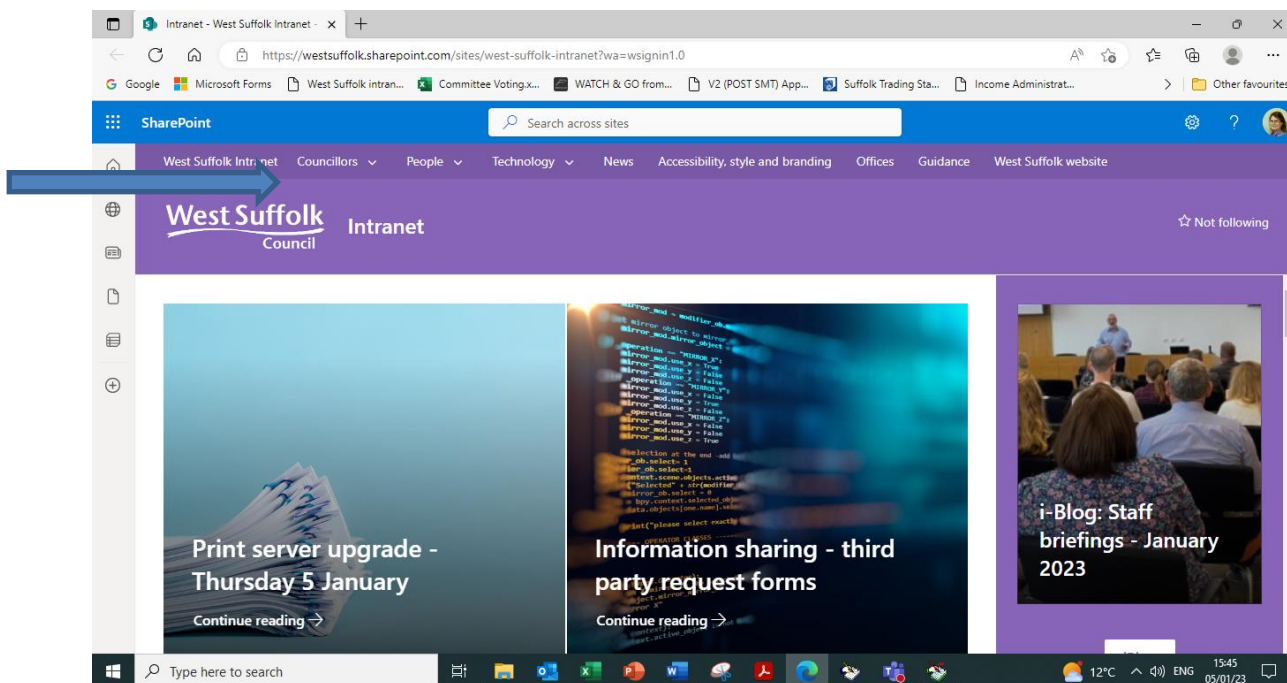 Intranet - West Suffolk Intranet -
https://westsuffolk.sharepoint.com/sites/west-suffolk-intranet?wa=wsignin1.0
Google Microsoft Forms West Suffolk intran... Committee Voting.x... WATCH & GO from... V2 (POST SMT) App... Suffolk Trading Sta... Income Administrat... Other favourites
SharePoint Search across sites
West Suffolk Intranet Councillors People Technology News Accessibility, style and branding Offices Guidance West Suffolk website
West Suffolk
Council
Intranet
Not following
Print server upgrade -
Thursday 5 January
Continue reading →
Information sharing - third
party request forms
Continue reading →
i-Blog: Staff
briefings - January
2023
Type here to search
12°C ENG 15:45
05/01/23